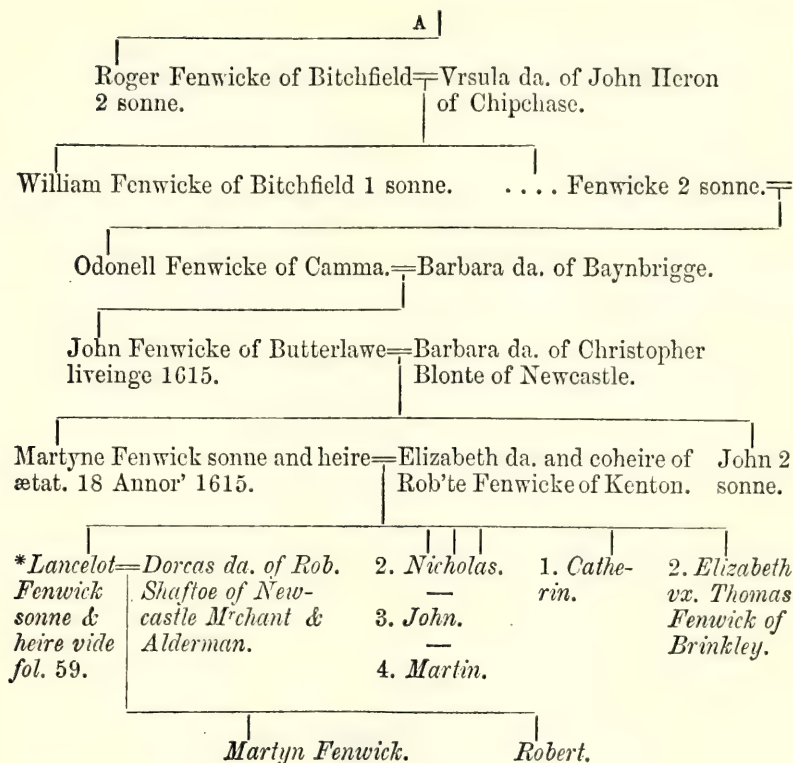 A
Roger Fenwicke of Bitchfield=Vrsula da. of John Heron
2 sonne. of Chipchase.
William Fenwicke of Bitchfield 1 sonne. .... Fenwicke 2 sonne.=
Odonell Fenwicke of Camma.=Barbara da. of Baynbrigge.
John Fenwicke of Butterlawe=Barbara da. of Christopher
liveinge 1615. Blonte of Newcastle.
Martyne Fenwick sonne and heire=Elizabeth da. and coheire of John 2
ætat. 18 Annor' 1615. Rob'te Fenwicke of Kenton. sonne.
*Lancelot=Dorcas da. of Rob. 2. Nicholas. 1. Cathe- 2. Elizabeth
Fenwick Shaftoe of New- — rin. vx. Thomas
sonne & castle Mrchant & 3. John. Fenwick of
heire vide Alderman. — Brinkley.
fol. 59. 4. Martin.
Martyn Fenwick. Robert.